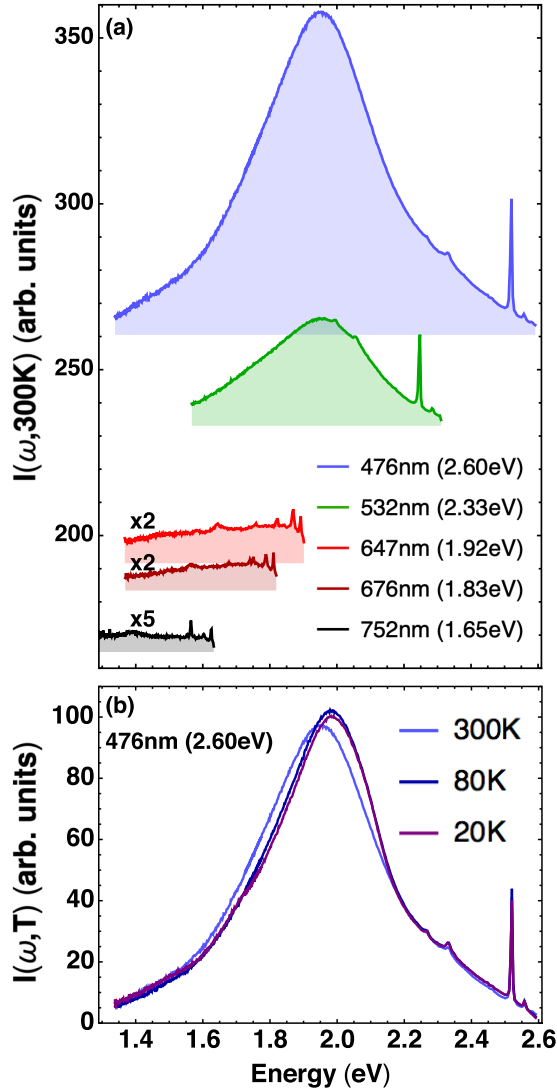 (a)
350
300
250
200
I(ω,300K) (arb. units)
476nm (2.60eV)
532nm (2.33eV)
647nm (1.92eV)
676nm (1.83eV)
752nm (1.65eV)
x2
x2
x5
(b)
476nm (2.60eV)
300K
80K
20K
100
80
60
40
20
0
I(ω,T) (arb. units)
1.4 1.6 1.8 2.0 2.2 2.4 2.6
Energy (eV)